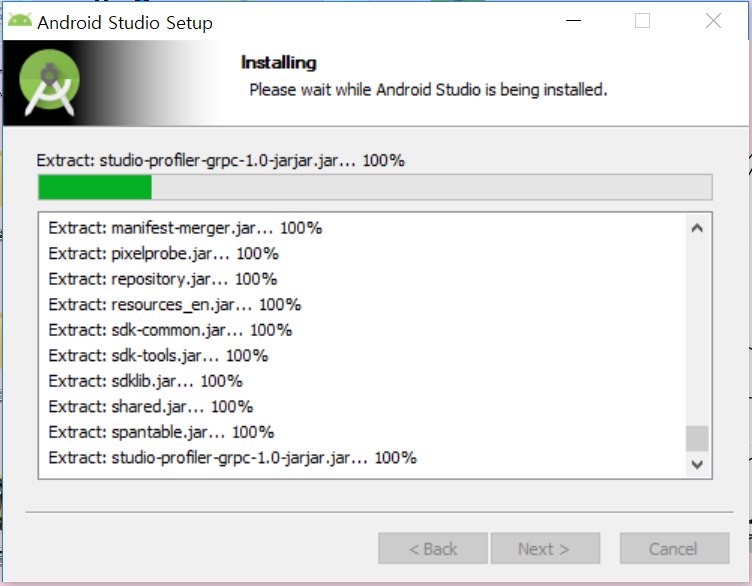 Android Studio Setup
Installing
Please wait while Android Studio is being installed.
Extract: studio-profiler-grpc-1.0-jarjar.jar... 100%
Extract: manifest-merger.jar... 100%
Extract: pixelprobe.jar... 100%
Extract: repository.jar... 100%
Extract: resources_en.jar... 100%
Extract: sdk-common.jar... 100%
Extract: sdk-tools.jar... 100%
Extract: sdklib.jar... 100%
Extract: shared.jar... 100%
Extract: spantable.jar... 100%
Extract: studio-profiler-grpc-1.0-jarjar.jar... 100%
< Back Next > Cancel